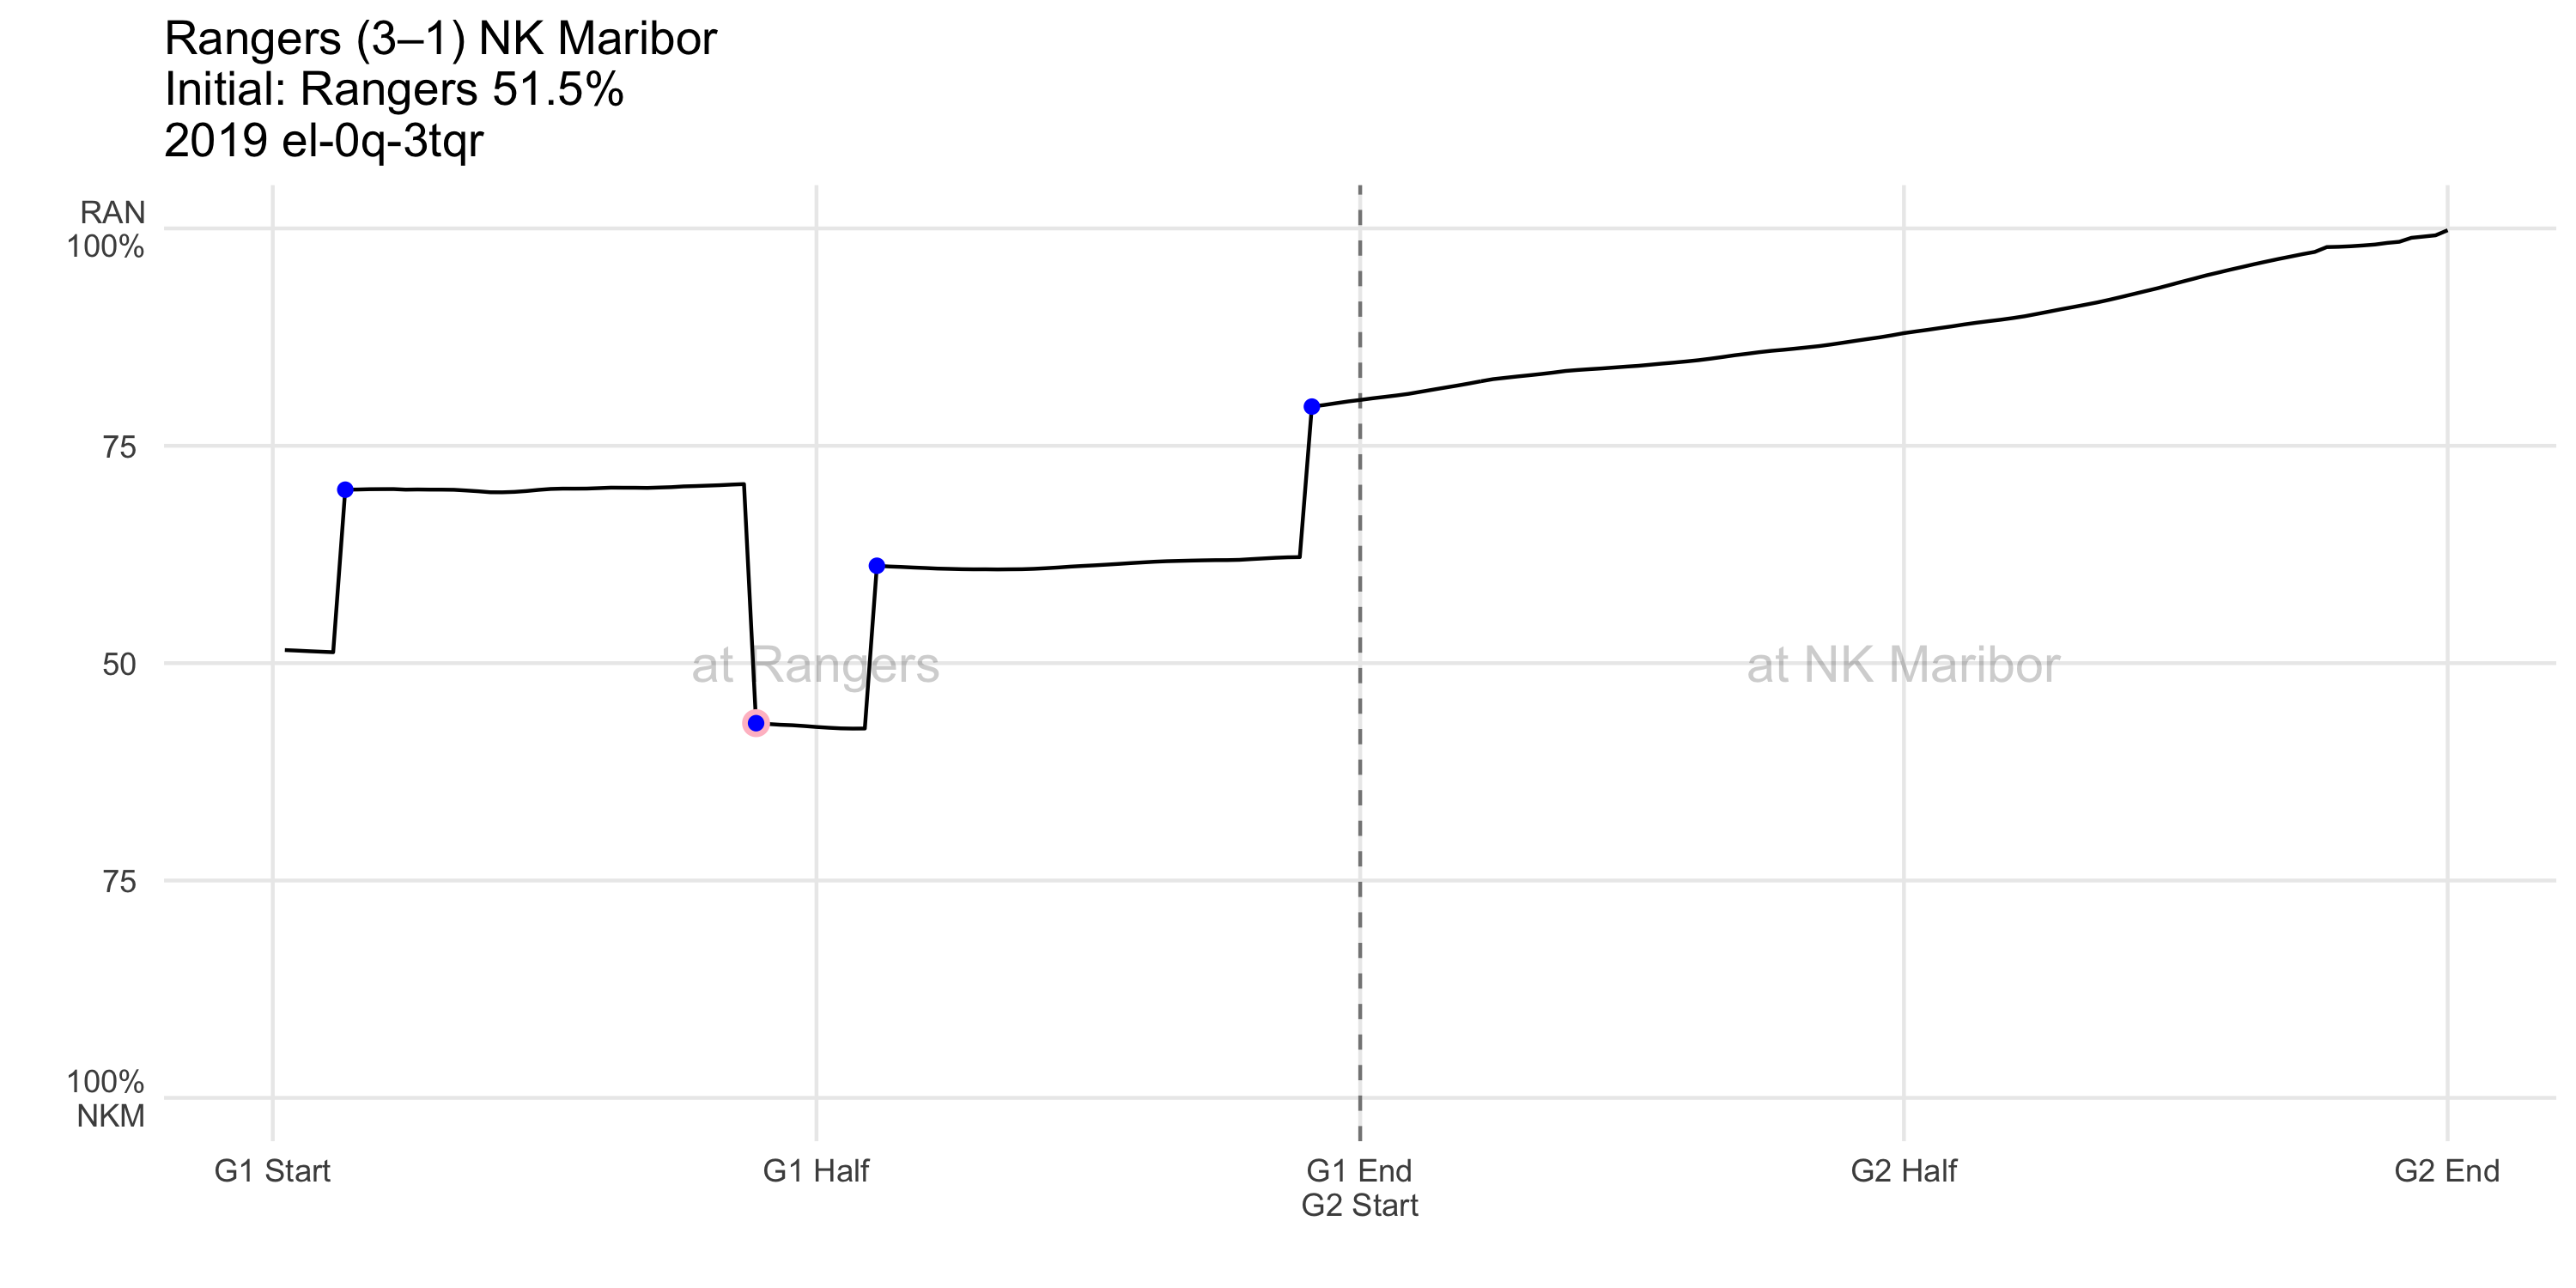 Rangers (3–1) NK Maribor
Initial: Rangers 51.5%
2019 el-0q-3tqr
RAN
100%
75
50
at Rangers
at NK Maribor
75
100%
NKM
G1 Start
G1 Half
G1 End
G2 Start
G2 Half
G2 End